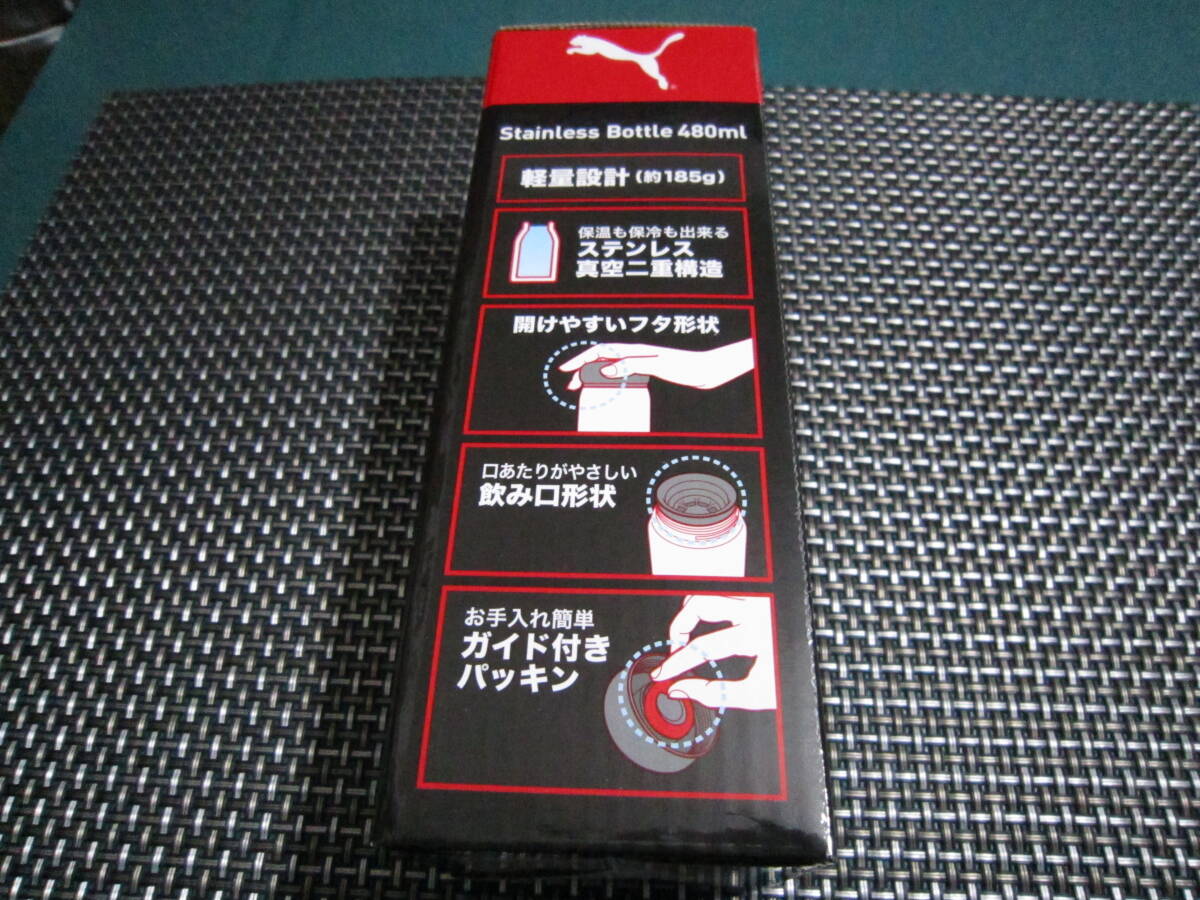 Stainless Bottle 480ml
軽量設計(約185g)
保温も保冷も出来る
ステンレス
真空二重構造
開けやすいフタ形状
口あたりがやさしい
飲み口形状
お手入れ簡単
ガイド付き
パッキン